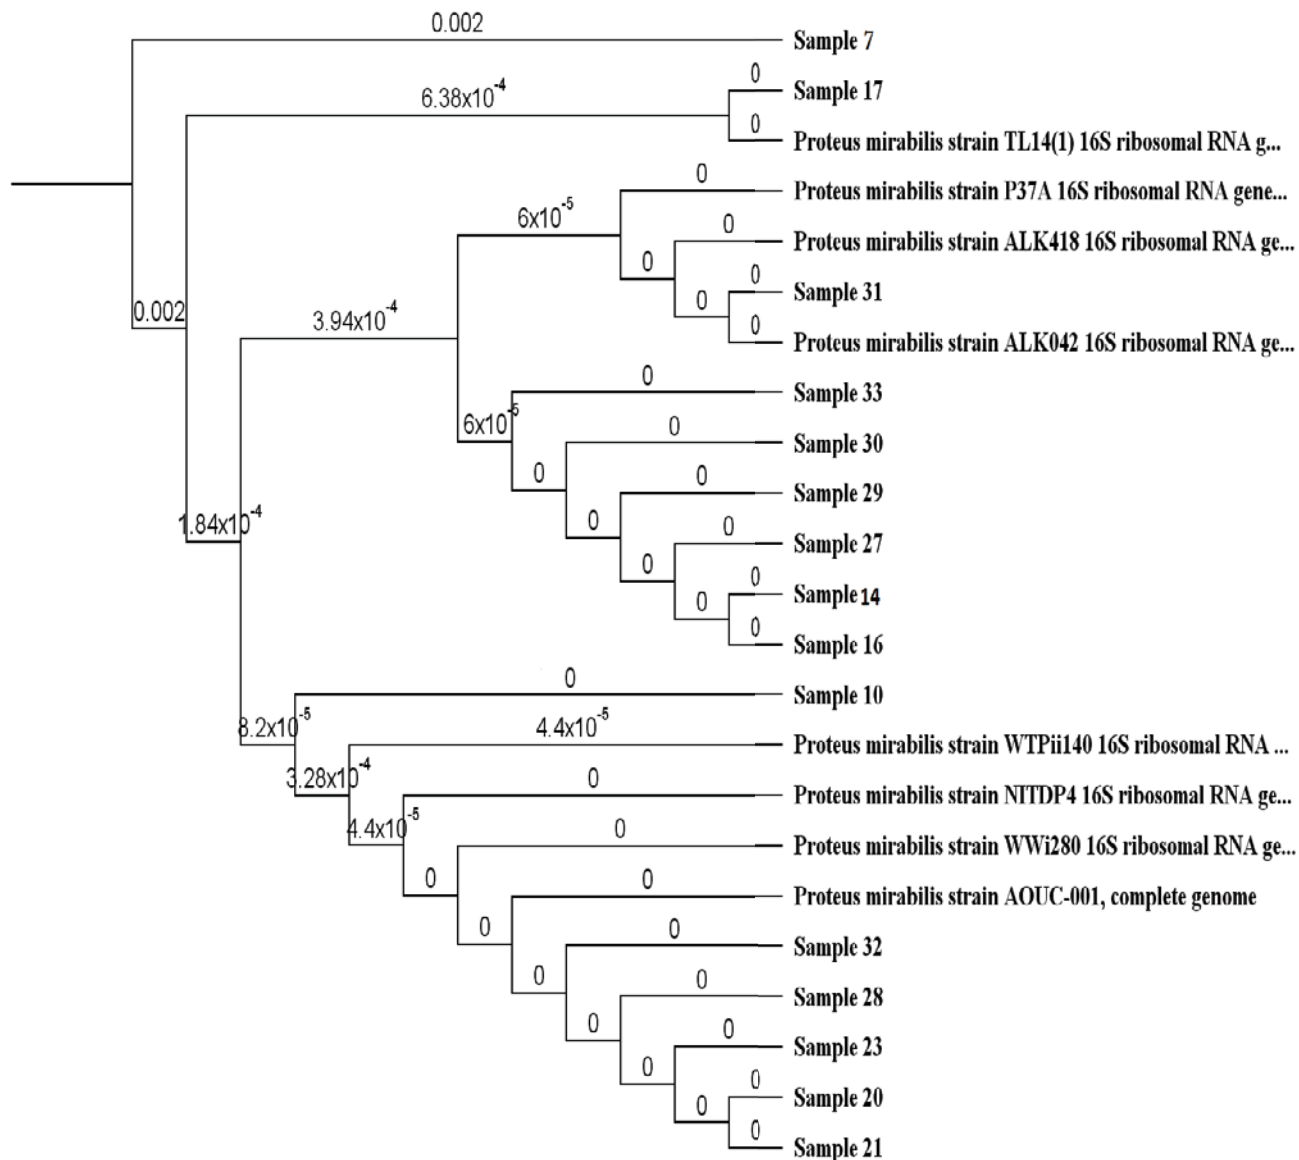 0.002
Sample 7
0
6.38x10⁻⁴
Sample 17
0
Proteus mirabilis strain TL14(1) 16S ribosomal RNA g...
0
Proteus mirabilis strain P37A 16S ribosomal RNA gene...
6x10⁻⁵
0
Proteus mirabilis strain ALK418 16S ribosomal RNA ge...
0
0
Sample 31
0
0.002
3.94x10⁻⁴
0
Proteus mirabilis strain ALK042 16S ribosomal RNA ge...
0
Sample 33
6x10⁻⁵
0
Sample 30
0
0
Sample 29
1.84x10⁻⁴
0
0
Sample 27
0
0
Sample 14
0
0
Sample 16
0
Sample 10
8.2x10⁻⁵
4.4x10⁻⁵
Proteus mirabilis strain WTPii140 16S ribosomal RNA ...
3.28x10⁻⁴
0
Proteus mirabilis strain NITDP4 16S ribosomal RNA ge...
4.4x10⁻⁵
0
Proteus mirabilis strain WWi280 16S ribosomal RNA ge...
0
0
Proteus mirabilis strain AOUC-001, complete genome
0
0
Sample 32
0
0
Sample 28
0
0
Sample 23
0
0
Sample 20
0
0
Sample 21